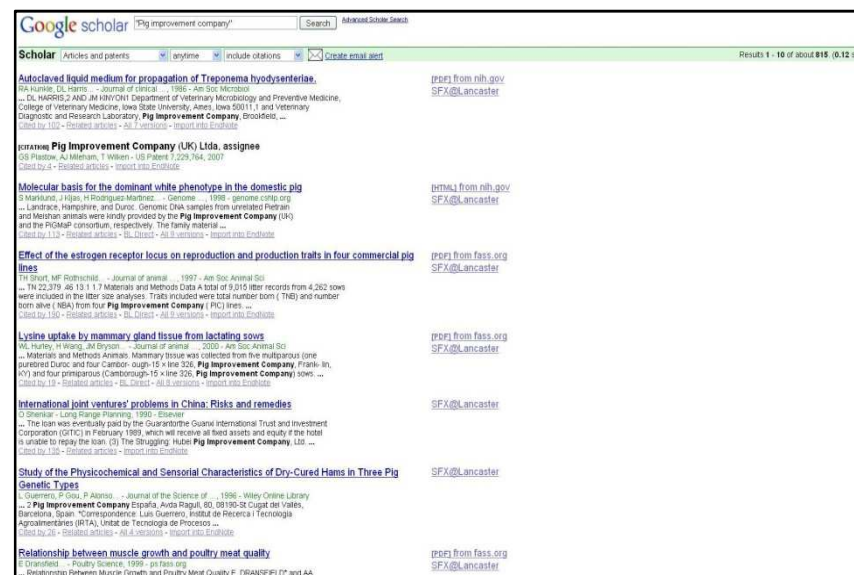 Google scholar "Pig improvement company" Search Advanced Scholar Search
Scholar Articles and patents anytime include citations Create email alert Results 1 - 10 of about 815. (0.12 s
Autoclaved liquid medium for propagation of Treponema hyodysenteriae. [PDF] from nih.gov
RA Kunkle, DL Harris... - Journal of clinical ..., 1986 - Am Soc Microbiol SFX@Lancaster
... DL HARRIS,2 AND JM KINYON1 Department of Veterinary Microbiology and Preventive Medicine,
College of Veterinary Medicine, Iowa State University, Ames, Iowa 50011,1 and Veterinary
Diagnostic and Research Laboratory, Pig Improvement Company, Brookfield, ...
Cited by 102 - Related articles - All 7 versions - Import into EndNote
[CITATION] Pig Improvement Company (UK) Ltda, assignee
GS Plastow, AJ Mileham, T Wilken - US Patent 7,229,764, 2007
Cited by 4 - Related articles - Import into EndNote
Molecular basis for the dominant white phenotype in the domestic pig [HTML] from nih.gov
S Marklund, J Kijas, H Rodriguez-Martinez... - Genome ..., 1998 - genome.cshlp.org SFX@Lancaster
... Landrace, Hampshire, and Duroc. Genomic DNA samples from unrelated Pietrain
and Meishan animals were kindly provided by the Pig Improvement Company (UK)
and the PiGMaP consortium, respectively. The family material ...
Cited by 113 - Related articles - BL Direct - All 9 versions - Import into EndNote
Effect of the estrogen receptor locus on reproduction and production traits in four commercial pig [PDF] from fass.org
lines SFX@Lancaster
TH Short, MF Rothschild... - Journal of animal ..., 1997 - Am Soc Animal Sci
... TN 22,379 .46 13.1 1.7 Materials and Methods Data A total of 9,015 litter records from 4,262 sows
were included in the litter size analyses. Traits included were total number born ( TNB) and number
born alive ( NBA) from four Pig Improvement Company ( PIC) lines. ...
Cited by 190 - Related articles - BL Direct - All 9 versions - Import into EndNote
Lysine uptake by mammary gland tissue from lactating sows [PDF] from fass.org
WL Hurley, H Wang, JM Bryson... - Journal of animal ..., 2000 - Am Soc Animal Sci SFX@Lancaster
... Materials and Methods Animals. Mammary tissue was collected from five multiparous (one
purebred Duroc and four Cambor- ough-15 × line 326, Pig Improvement Company, Frank- lin,
KY) and four primiparous (Camborough-15 × line 326, Pig Improvement Company) sows. ...
Cited by 19 - Related articles - BL Direct - All 8 versions - Import into EndNote
International joint ventures' problems in China: Risks and remedies SFX@Lancaster
O Shenkar - Long Range Planning, 1990 - Elsevier
... The loan was eventually paid by the Guarantorthe Guanxi International Trust and Investment
Corporation (GITIC) in February 1989, which will receive all fixed assets and equity if the hotel
is unable to repay the loan. (3) The Struggling: Hubei Pig Improvement Company, Ltd. ...
Cited by 135 - Related articles - Import into EndNote
Study of the Physicochemical and Sensorial Characteristics of Dry-Cured Hams in Three Pig SFX@Lancaster
Genetic Types
L Guerrero, P Gou, P Alonso... - Journal of the Science of ..., 1996 - Wiley Online Library
... 2 Pig Improvement Company España, Avda Ragull, 80, 08190-St Cugat del Vallès,
Barcelona, Spain. *Correspondence: Luis Guerrero, Institut de Recerca i Tecnologia
Agroalimentàries (IRTA), Unitat de Tecnologia de Procesos ...
Cited by 26 - Related articles - All 4 versions - Import into EndNote
Relationship between muscle growth and poultry meat quality [PDF] from fass.org
E Dransfield... - Poultry Science, 1999 - ps.fass.org SFX@Lancaster
... Relationship Between Muscle Growth and Poultry Meat Quality E. DRANSFIELD* and AA